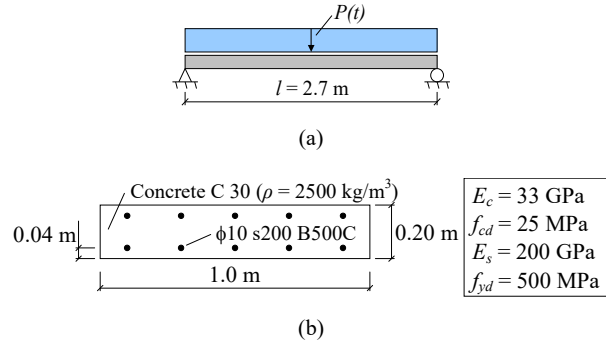 P(t)
l = 2.7 m
(a)
Concrete C 30 (ρ = 2500 kg/m³)
0.04 m
ϕ10 s200 B500C
0.20 m
1.0 m
E_c = 33 GPa
f_cd = 25 MPa
E_s = 200 GPa
f_yd = 500 MPa
(b)